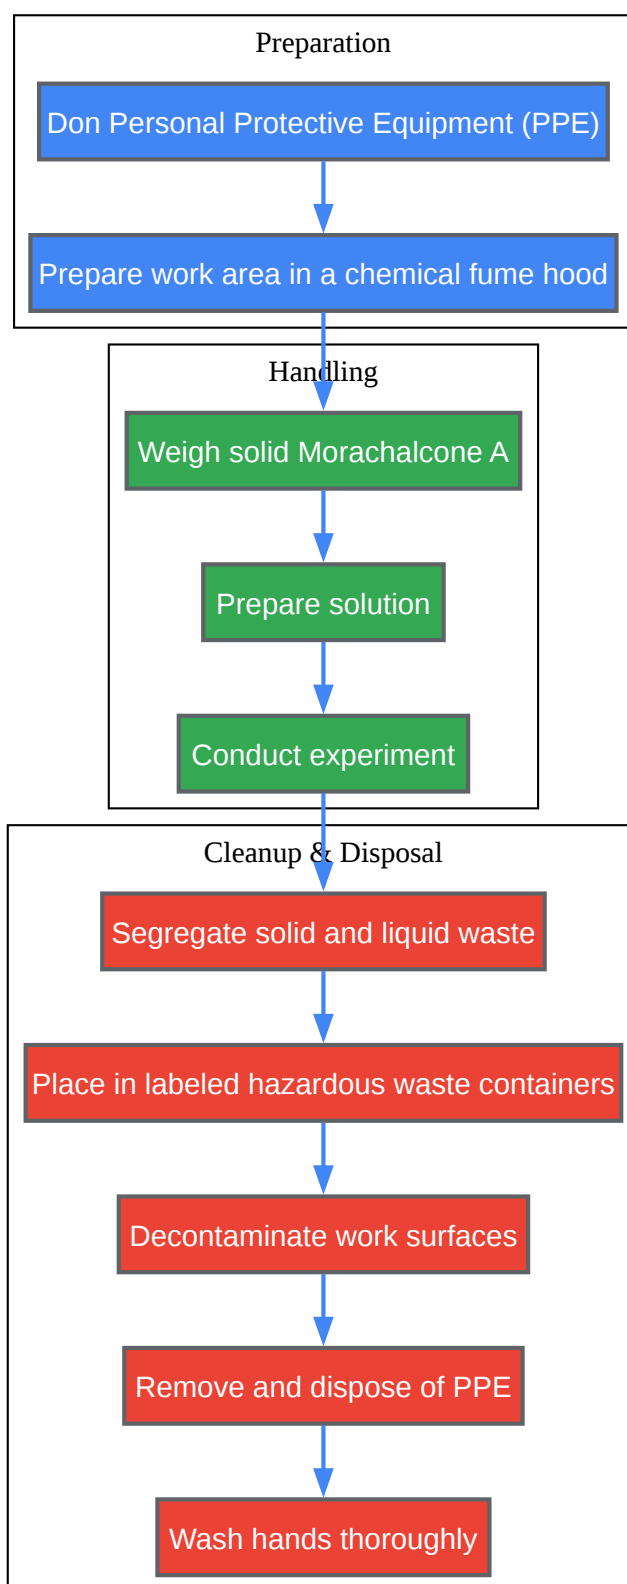 Preparation
Don Personal Protective Equipment (PPE)
Prepare work area in a chemical fume hood
Handling
Weigh solid Morachalcone A
Prepare solution
Conduct experiment
Cleanup & Disposal
Segregate solid and liquid waste
Place in labeled hazardous waste containers
Decontaminate work surfaces
Remove and dispose of PPE
Wash hands thoroughly